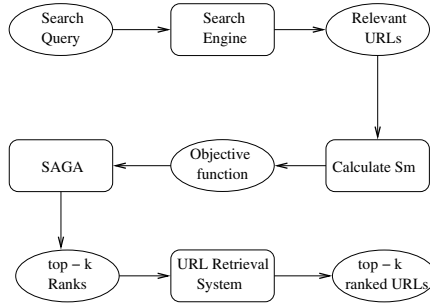 Search
Query
Search
Engine
Relevant
URLs
SAGA
Objective
function
Calculate Sm
top – k
Ranks
URL Retrieval
System
top – k
ranked URLs